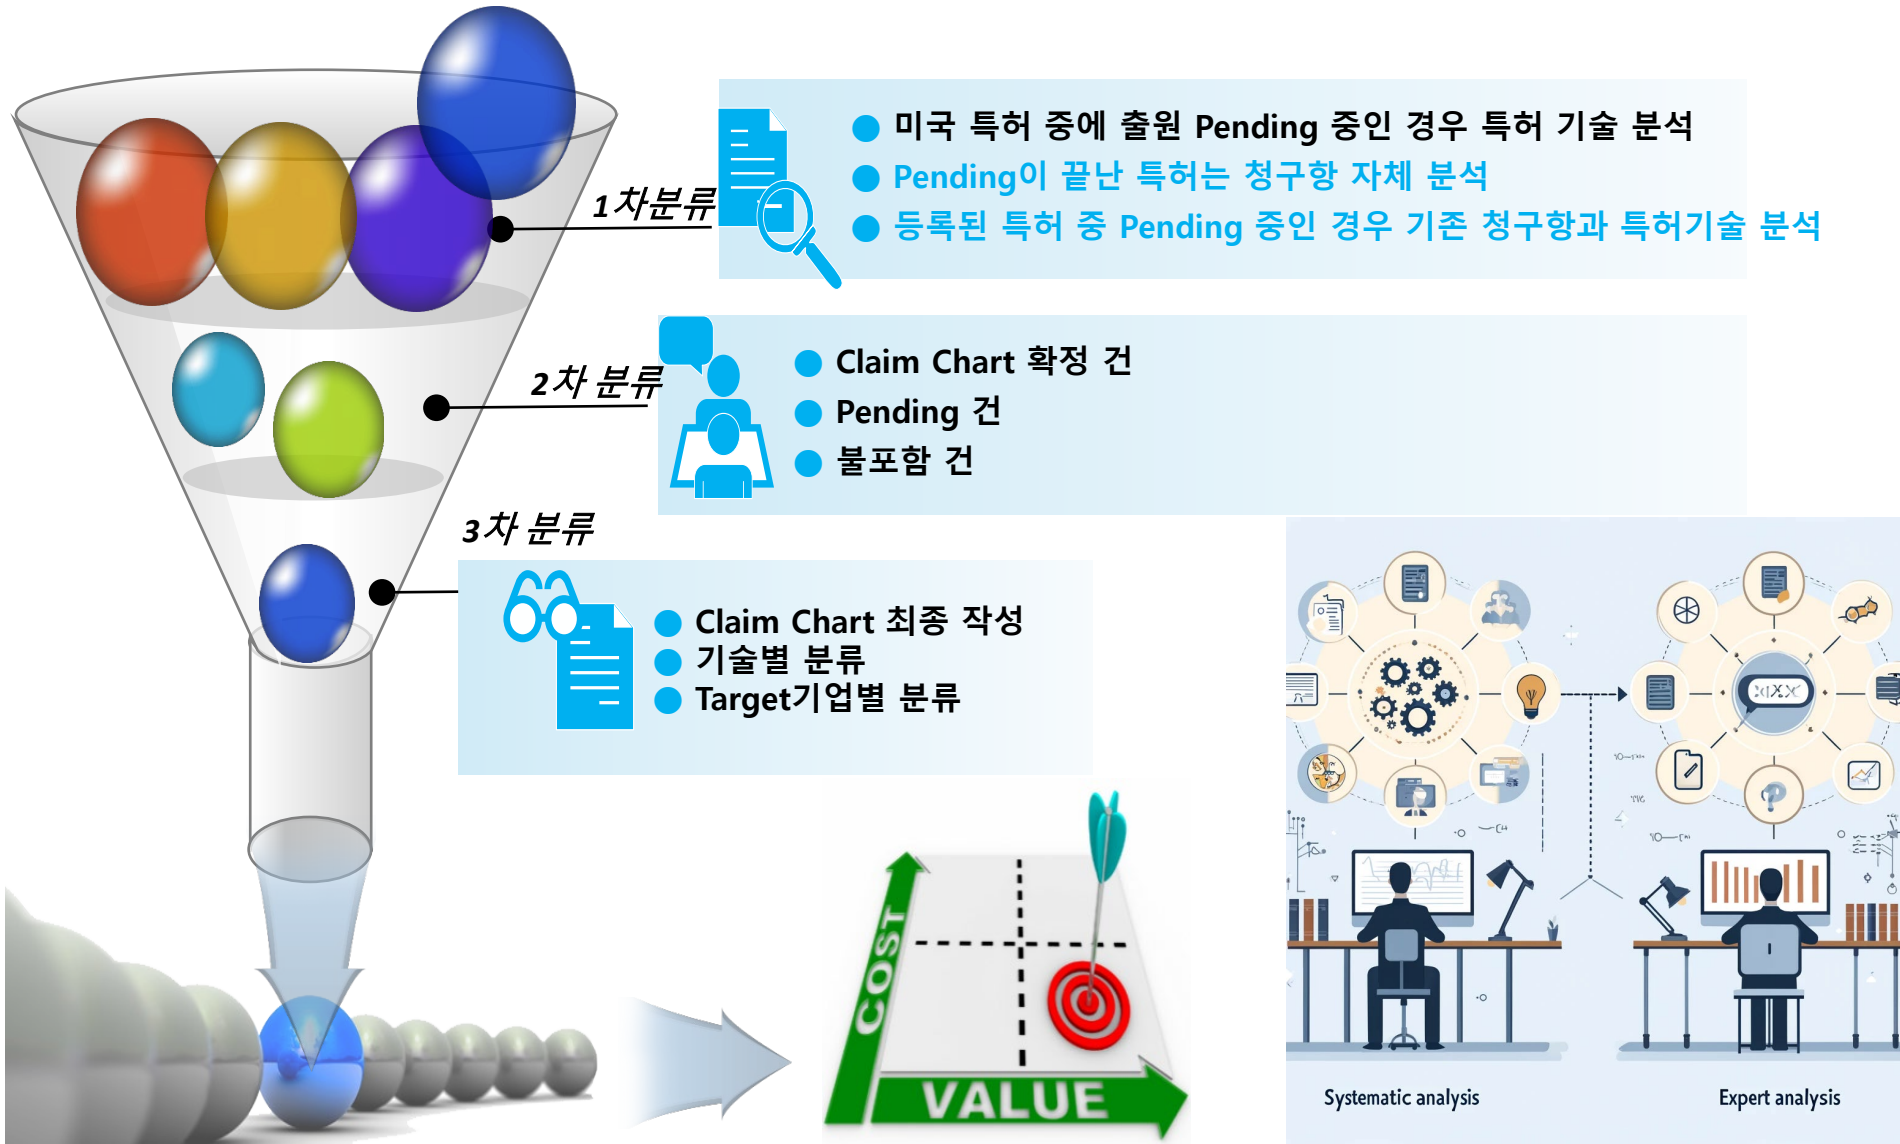 1차분류
● 미국 특허 중에 출원 Pending 중인 경우 특허 기술 분석
● Pending이 끝난 특허는 청구항 자체 분석
● 등록된 특허 중 Pending 중인 경우 기존 청구항과 특허기술 분석
2차 분류
● Claim Chart 확정 건
● Pending 건
● 불포함 건
3차 분류
● Claim Chart 최종 작성
● 기술별 분류
● Target기업별 분류
COST
VALUE
Systematic analysis
Expert analysis